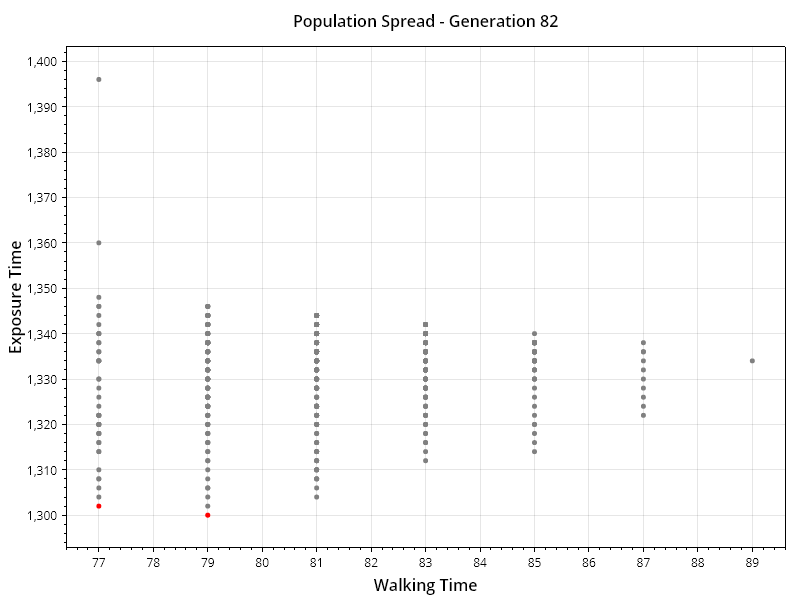 Population Spread - Generation 82
1,400
1,390
1,380
1,370
1,360
1,350
1,340
1,330
1,320
1,310
1,300
Exposure Time
77 78 79 80 81 82 83 84 85 86 87 88 89
Walking Time